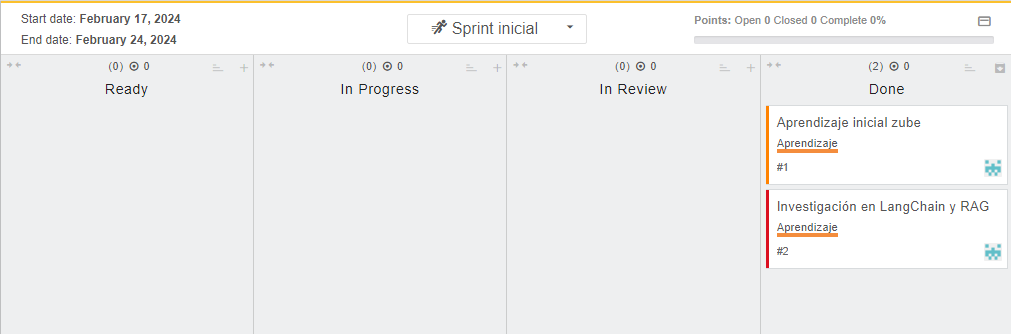 Start date: February 17, 2024
End date: February 24, 2024
Sprint inicial
Points: Open 0 Closed 0 Complete 0%
(0) 0
Ready
(0) 0
In Progress
(0) 0
In Review
(2) 0
Done
Aprendizaje inicial zube
Aprendizaje
#1
Investigación en LangChain y RAG
Aprendizaje
#2